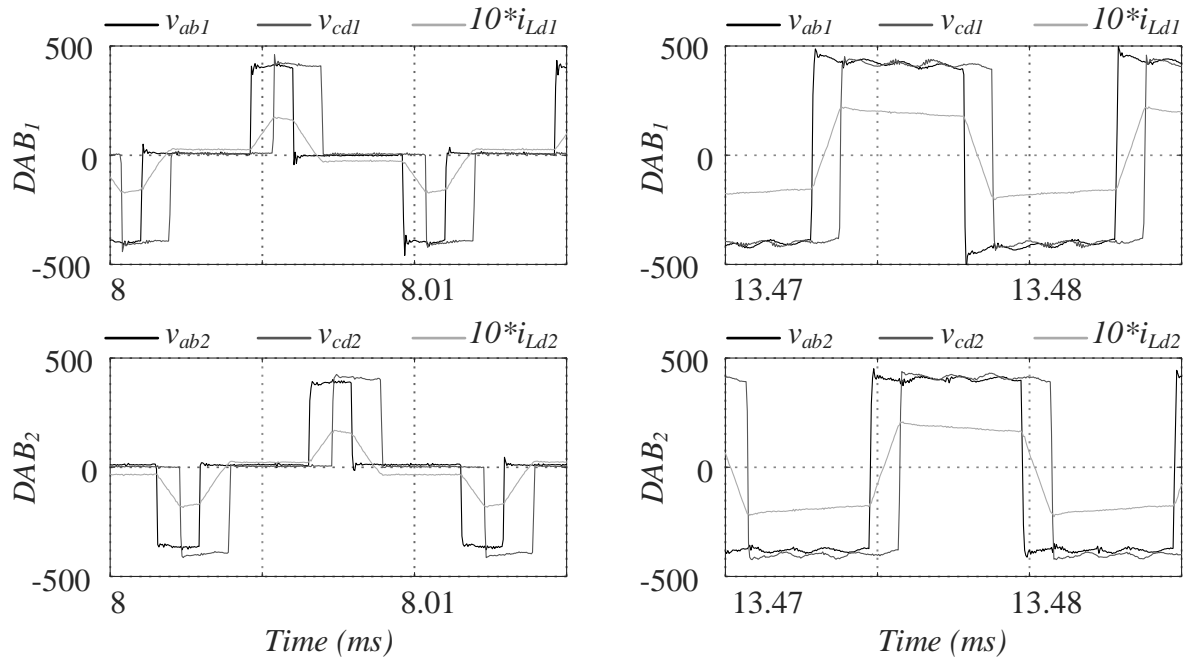 v_ab1 v_cd1 10*i_Ld1
v_ab1 v_cd1 10*i_Ld1
DAB_1
500
0
-500
8 8.01
DAB_1
500
0
-500
13.47 13.48
v_ab2 v_cd2 10*i_Ld2
v_ab2 v_cd2 10*i_Ld2
DAB_2
500
0
-500
8 8.01
Time (ms)
DAB_2
500
0
-500
13.47 13.48
Time (ms)